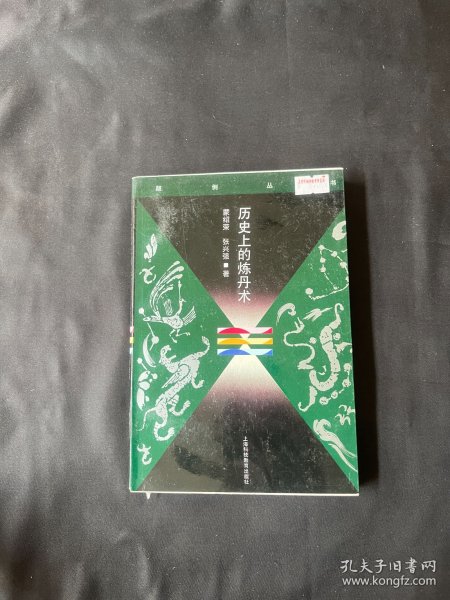 历史上的炼丹术
蒙绍荣 张兴强■著
上海科技教育出版社
孔夫子旧书网
www.kongfz.com